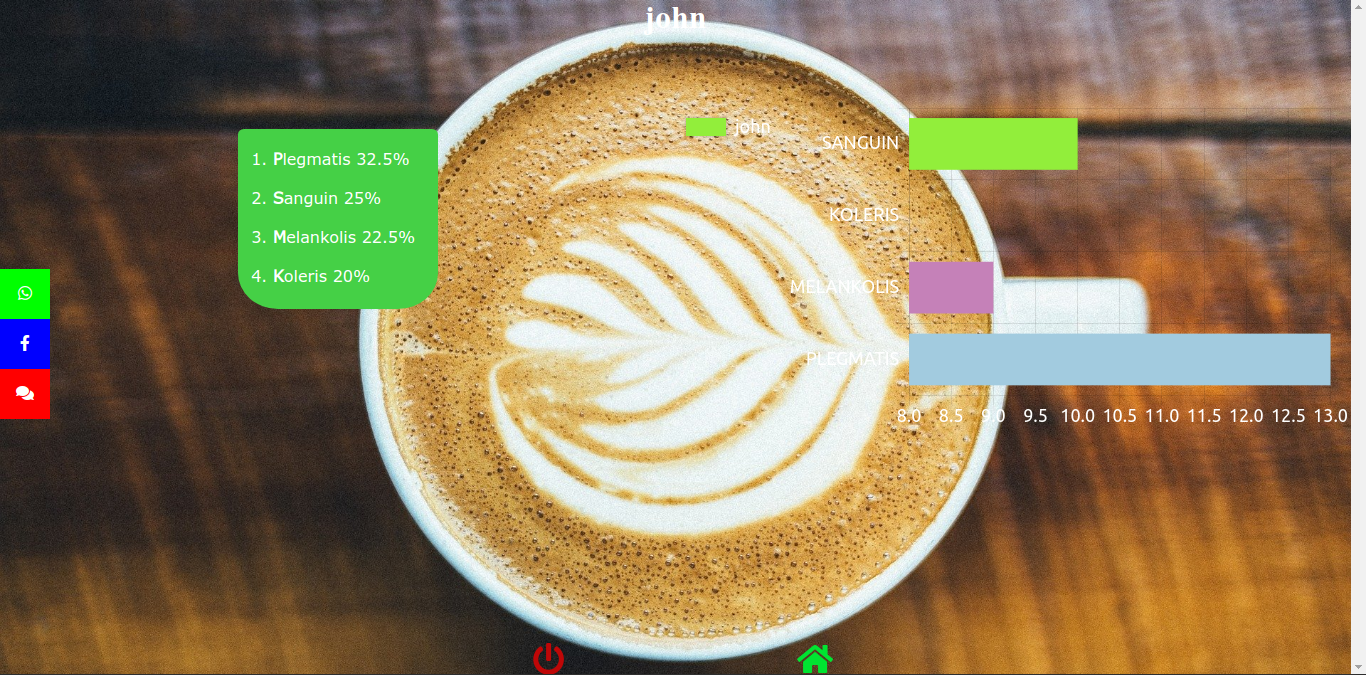 john
1. Plegmatis 32.5%
2. Sanguin 25%
3. Melankolis 22.5%
4. Koleris 20%
john
SANGUIN
KOLERIS
MELANKOLIS
PLEGMATIS
8.0 8.5 9.0 9.5 10.0 10.5 11.0 11.5 12.0 12.5 13.0